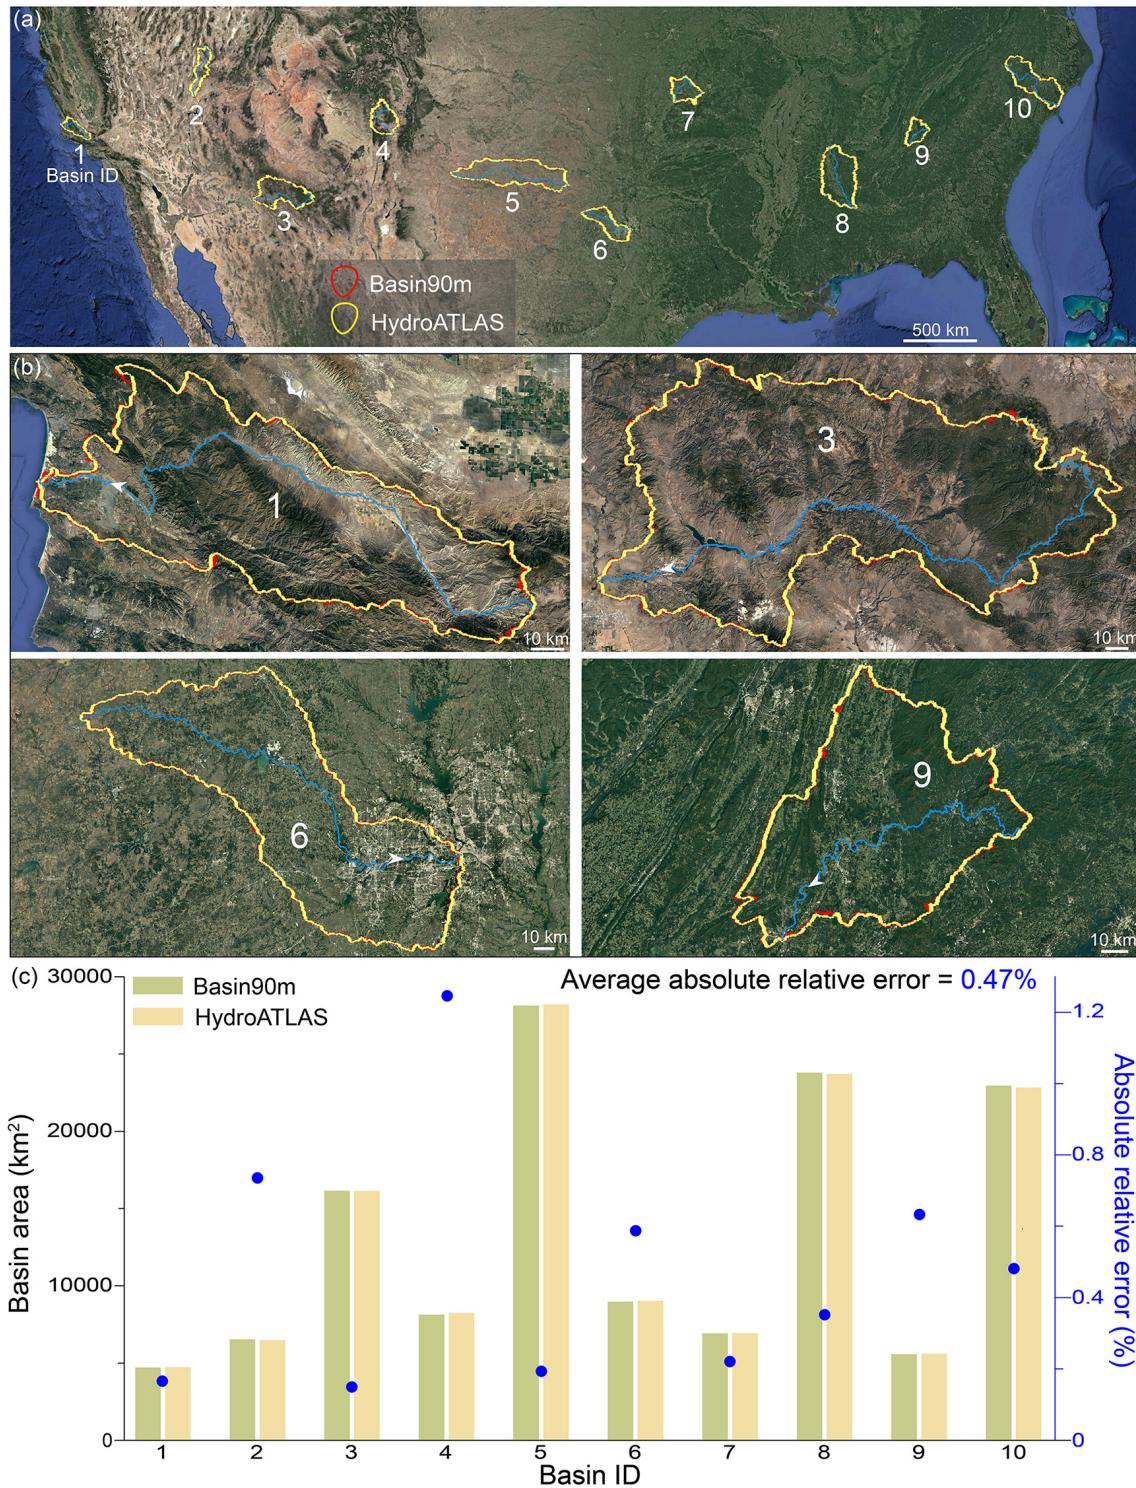 (a)
1
Basin ID
2
3
4
5
6
7
8
9
10
Basin90m
HydroATLAS
500 km
(b)
1
10 km
3
10 km
6
10 km
9
10 km
(c)
Basin90m
HydroATLAS
Average absolute relative error = 0.47%
30000
20000
10000
0
Basin area (km²)
1.2
0.8
0.4
0
Absolute relative error (%)
1 2 3 4 5 6 7 8 9 10
Basin ID